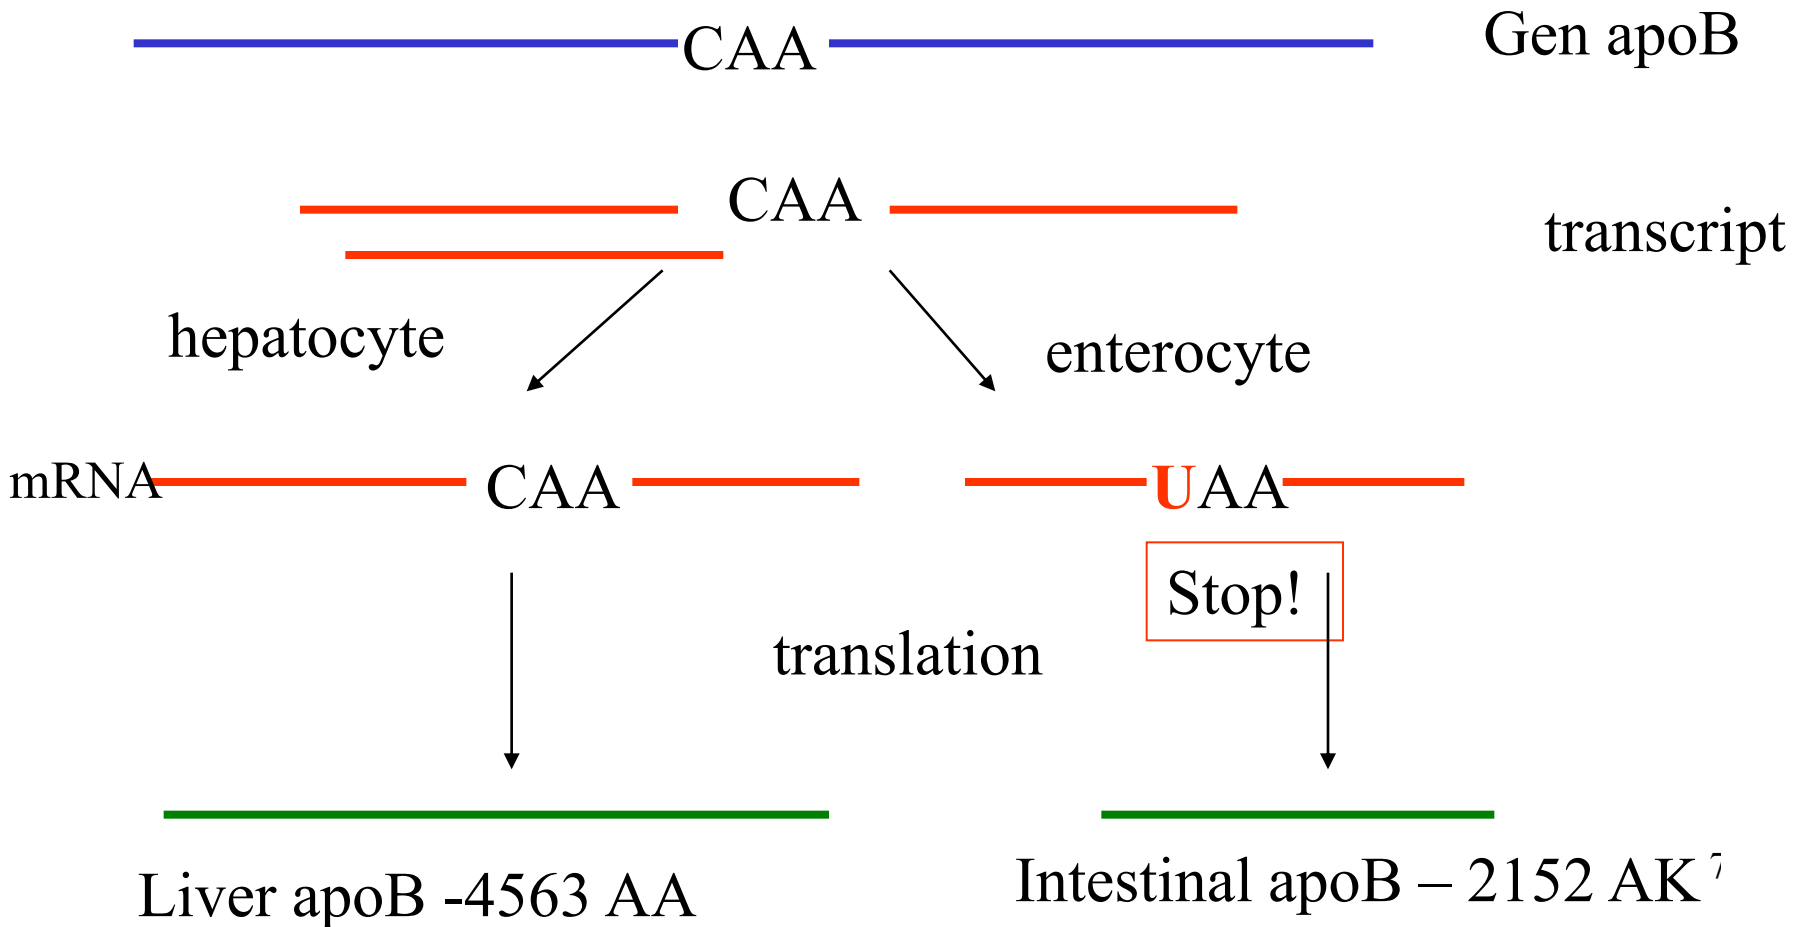 CAA
Gen apoB
CAA
transcript
hepatocyte
enterocyte
mRNA
CAA
UAA
Stop!
translation
Liver apoB -4563 AA
Intestinal apoB – 2152 AK
7